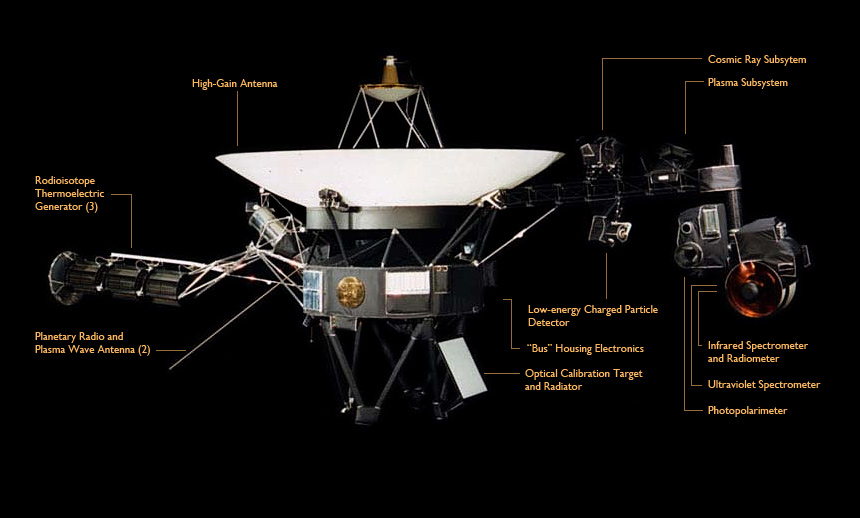 Cosmic Ray Subsytem
High-Gain Antenna
Plasma Subsystem
Rodioisotope
Thermoelectric
Generator (3)
Low-energy Charged Particle
Detector
Planetary Radio and
Plasma Wave Antenna (2)
"Bus" Housing Electronics
Infrared Spectrometer
and Radiometer
Optical Calibration Target
and Radiator
Ultraviolet Spectrometer
Photopolarimeter